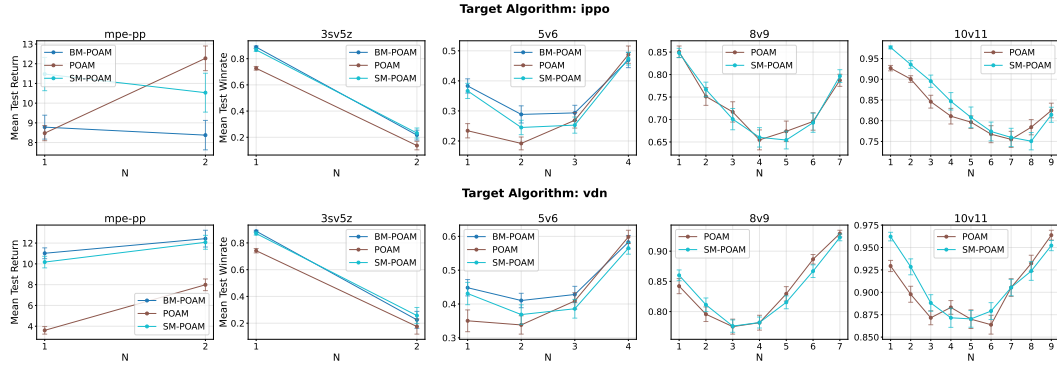 Target Algorithm: ippo
mpe-pp
3sv5z
5v6
8v9
10v11
Mean Test Return
13
12
11
10
9
8
BM-POAM
POAM
SM-POAM
1
2
N
Mean Test Winrate
0.8
0.6
0.4
0.2
BM-POAM
POAM
SM-POAM
1
2
N
0.5
0.4
0.3
0.2
BM-POAM
POAM
SM-POAM
1
2
3
4
N
0.85
0.80
0.75
0.70
0.65
POAM
SM-POAM
1
2
3
4
5
6
7
N
0.95
0.90
0.85
0.80
0.75
POAM
SM-POAM
1
2
3
4
5
6
7
8
9
N
Target Algorithm: vdn
mpe-pp
3sv5z
5v6
8v9
10v11
Mean Test Return
12
10
8
6
4
BM-POAM
POAM
SM-POAM
1
2
N
Mean Test Winrate
0.8
0.6
0.4
0.2
BM-POAM
POAM
SM-POAM
1
2
N
0.6
0.5
0.4
0.3
BM-POAM
POAM
SM-POAM
1
2
3
4
N
0.90
0.85
0.80
POAM
SM-POAM
1
2
3
4
5
6
7
N
0.975
0.950
0.925
0.900
0.875
0.850
POAM
SM-POAM
1
2
3
4
5
6
7
8
9
N